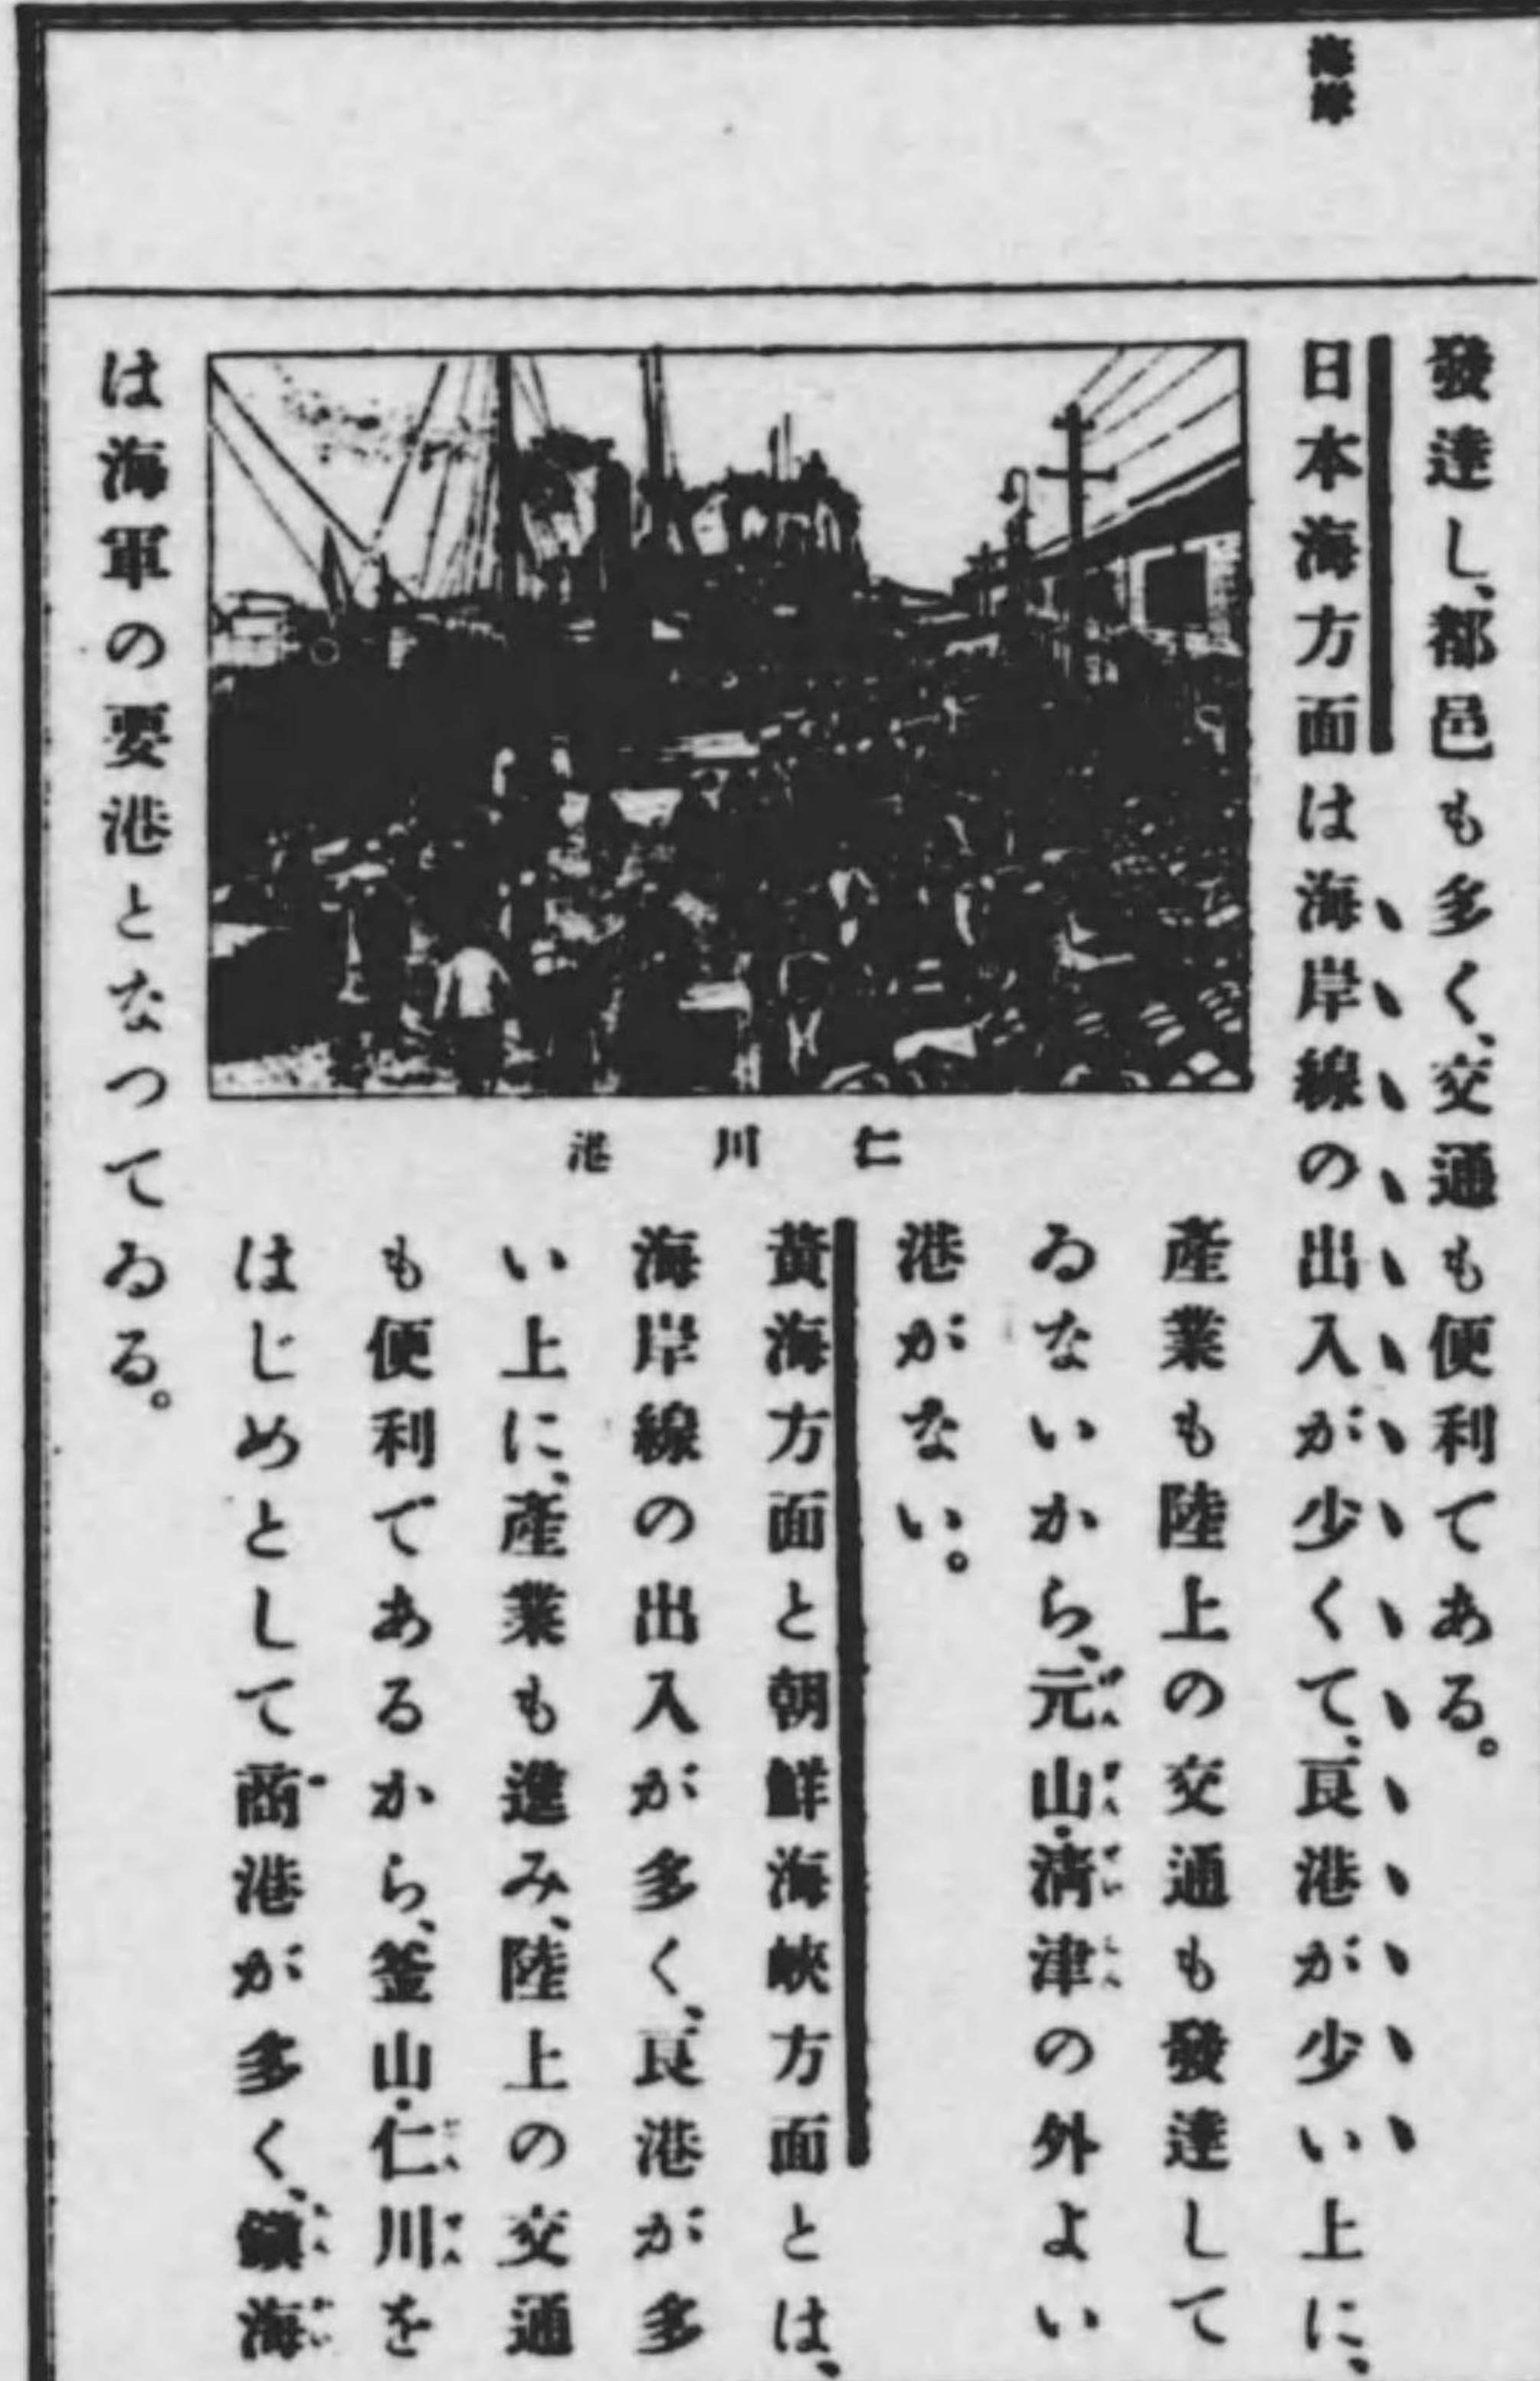 海岸
發達し、都邑も多く、交通も便利である。
日本海方面は海岸線の出入が少くて、良港が少い上に、
產業も陸上の交通も發達して
ゐないから、元山・淸津の外よい
港がない。
黃海方面と朝鮮海峽方面とは、
海岸線の出入が多く、良港が多
い上に、產業も進み、陸上の交通
も便利であるから、釜山・仁川を
はじめとして商港が多く、鎭海
は海軍の要港となつてゐる。
仁川港